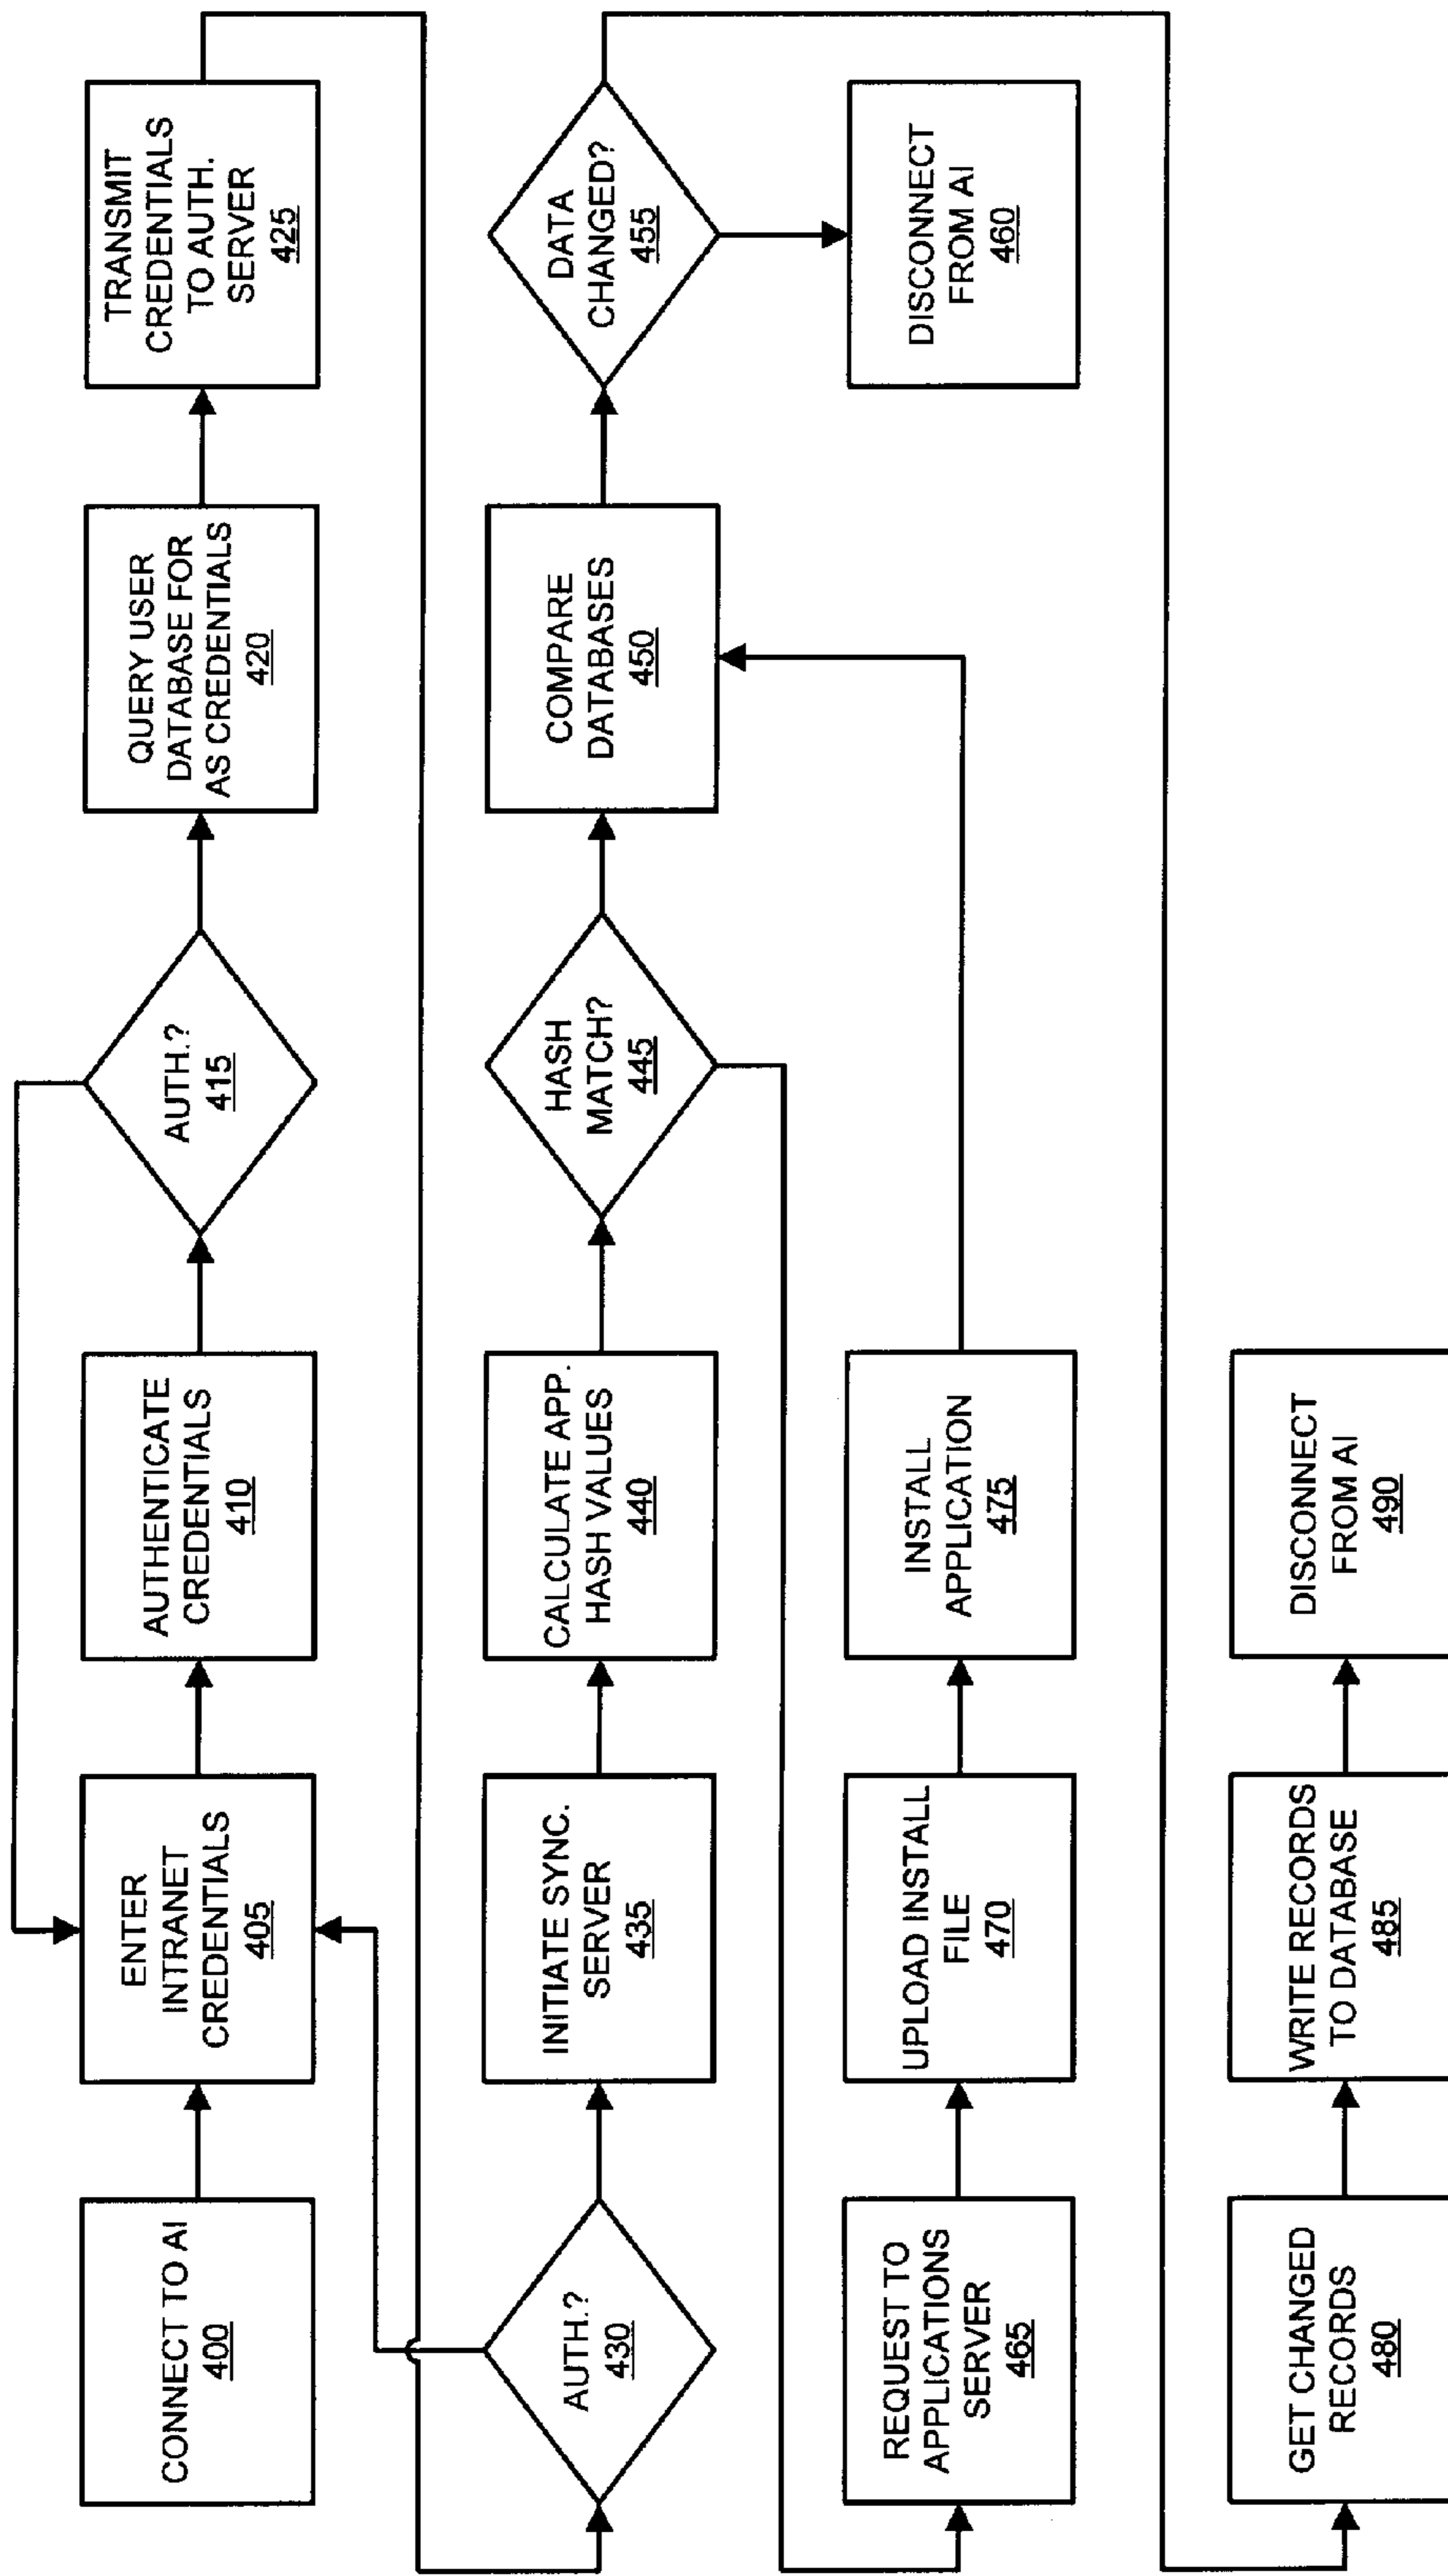 CONNECT TO AI
400
ENTER
INTRANET
CREDENTIALS
405
AUTHENTICATE
CREDENTIALS
410
AUTH.?
415
QUERY USER
DATABASE FOR
AS CREDENTIALS
420
TRANSMIT
CREDENTIALS
TO AUTH.
SERVER
425
AUTH.?
430
INITIATE SYNC.
SERVER
435
CALCULATE APP.
HASH VALUES
440
HASH
MATCH?
445
COMPARE
DATABASES
450
DATA
CHANGED?
455
DISCONNECT
FROM AI
460
REQUEST TO
APPLICATIONS
SERVER
465
UPLOAD INSTALL
FILE
470
INSTALL
APPLICATION
475
GET CHANGED
RECORDS
480
WRITE RECORDS
TO DATABASE
485
DISCONNECT
FROM AI
490